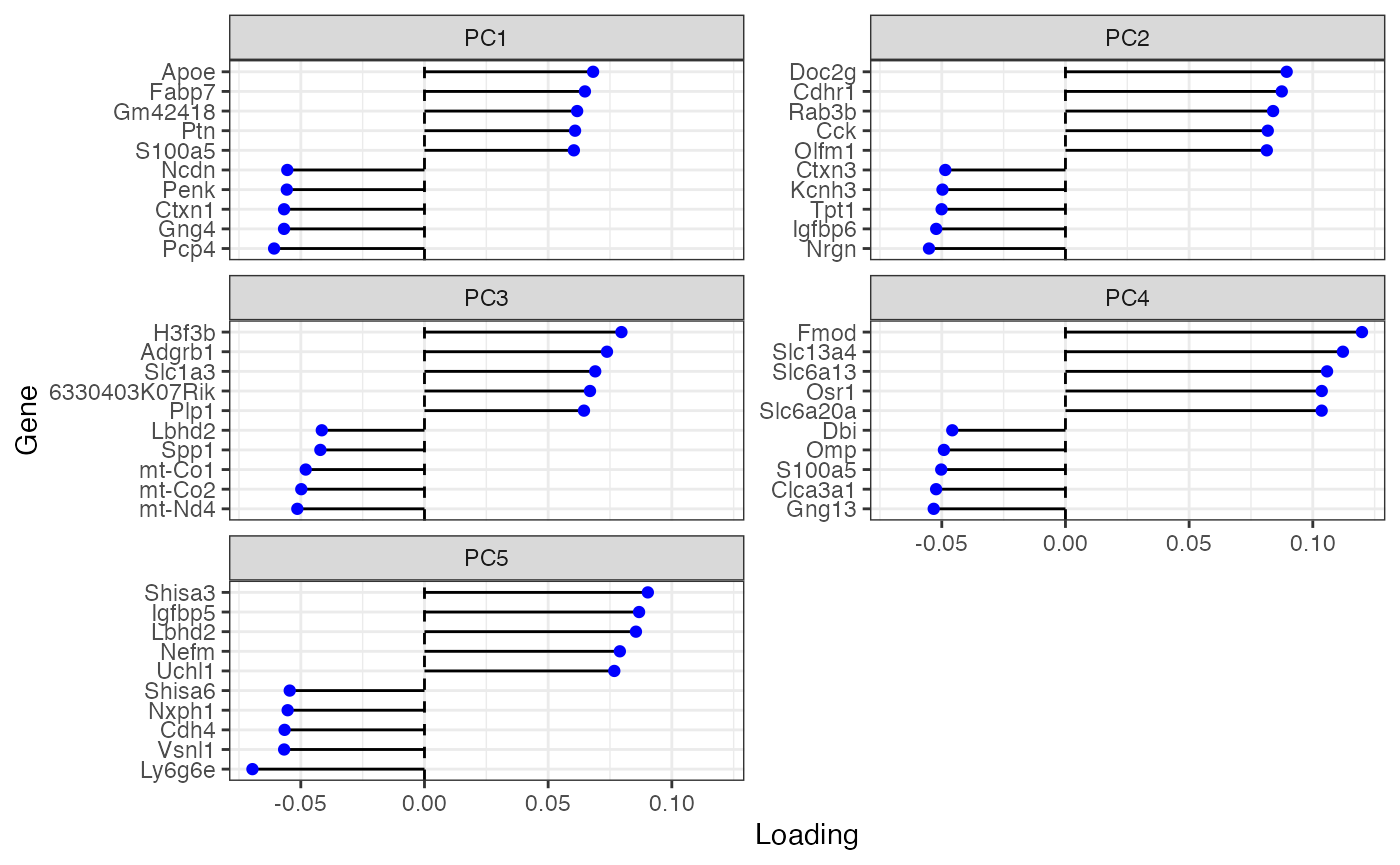 PC1
Apoe
Fabp7
Gm42418
Ptn
S100a5
Ncdn
Penk
Ctxn1
Gng4
Pcp4
PC2
Doc2g
Cdhr1
Rab3b
Cck
Olfm1
Ctxn3
Kcnh3
Tpt1
Igfbp6
Nrgn
PC3
H3f3b
Adgrb1
Slc1a3
6330403K07Rik
Plp1
Lbhd2
Spp1
mt-Co1
mt-Co2
mt-Nd4
PC4
Fmod
Slc13a4
Slc6a13
Osr1
Slc6a20a
Dbi
Omp
S100a5
Clca3a1
Gng13
-0.05 0.00 0.05 0.10
PC5
Shisa3
Igfbp5
Lbhd2
Nefm
Uchl1
Shisa6
Nxph1
Cdh4
Vsnl1
Ly6g6e
-0.05 0.00 0.05 0.10
Gene
Loading